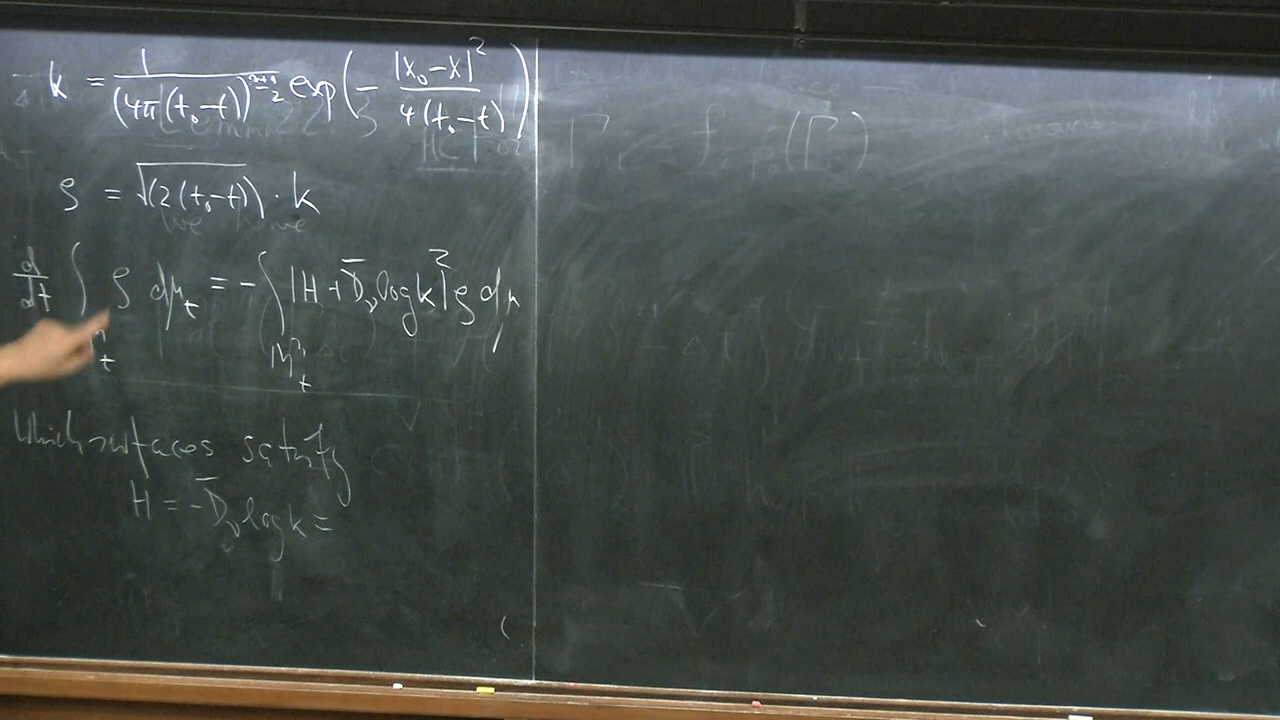 k = 1/(4π(t₀-t))^((n+1)/2) exp(-|x₀-x|²/4(t₀-t))
ρ = √(2(t₀-t)) · k
d/dt ∫_{M_t} ρ dμ_t = -∫_{M_t^n} |H + D̄_ν log k|² ρ dμ
Which surfaces satisfy
H = -D̄_ν log k =